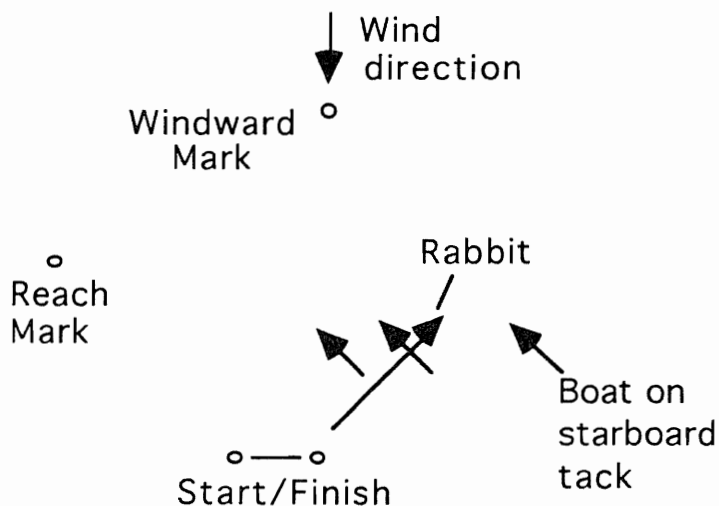 Wind
direction
Windward
Mark
Rabbit
Reach
Mark
Boat on
starboard
tack
Start/Finish